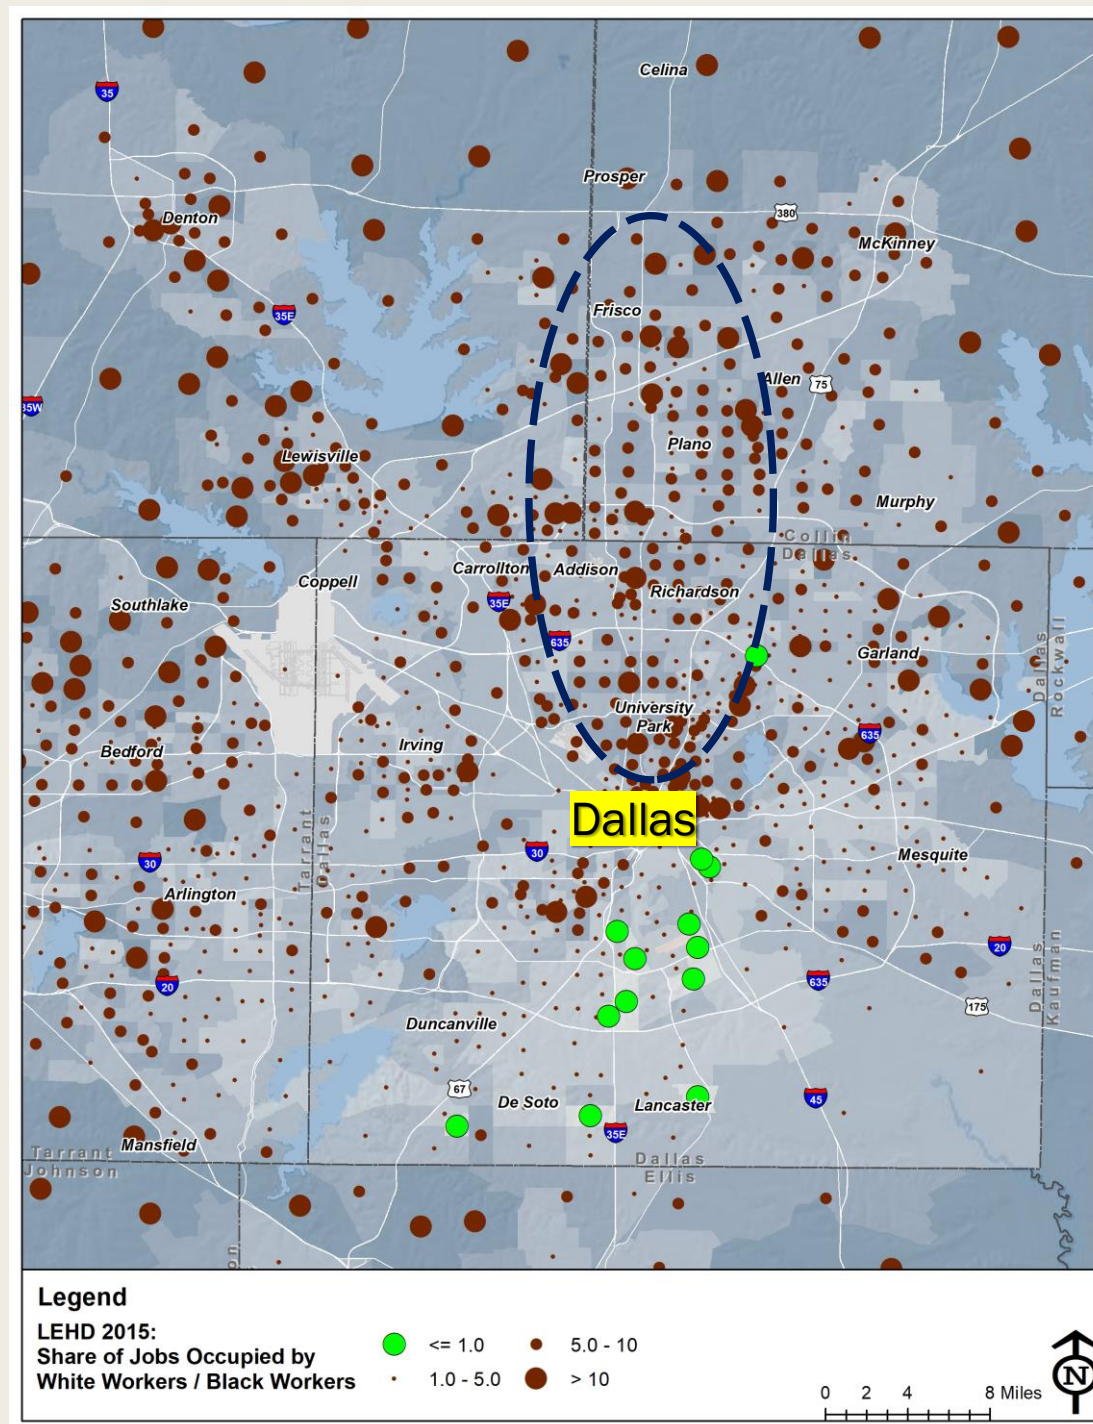 Celina
35
Prosper
380
Denton
McKinney
35E
Frisco
Allen
75
35W
Plano
Lewisville
Murphy
Collin
Dallas
Carrollton
Addison
Coppell
Richardson
35E
Southlake
635
Garland
Dallas
Rockwall
University
Park
635
Irving
Bedford
Dallas
Tarrant
Dallas
30
Mesquite
30
Arlington
20
635
20
Dallas
Kaufman
175
Duncanville
67
De Soto
Lancaster
45
35E
Mansfield
Tarrant
Johnson
Dallas
Ellis
on
Legend
LEHD 2015:
Share of Jobs Occupied by
White Workers / Black Workers
<= 1.0
5.0 - 10
1.0 - 5.0
> 10
0 2 4 8 Miles
N